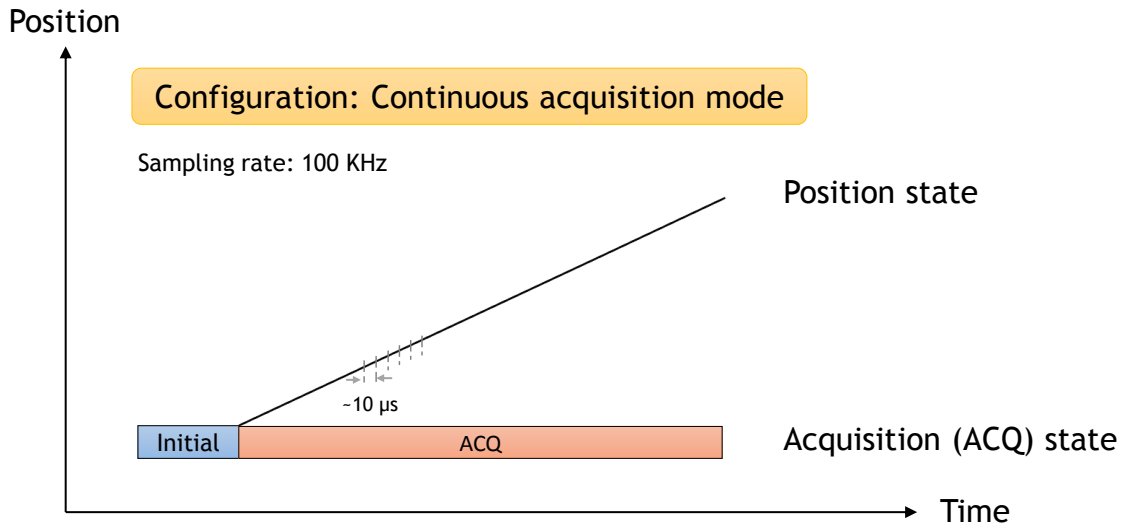 Position
Configuration: Continuous acquisition mode
Sampling rate: 100 KHz
Position state
~10 µs
Initial
ACQ
Acquisition (ACQ) state
Time